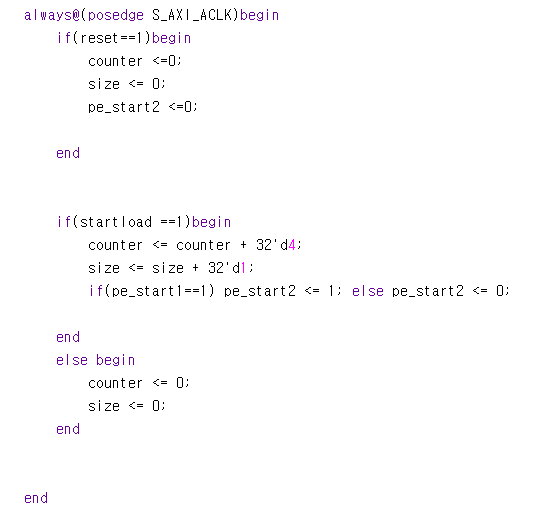 always@(posedge S_AXI_ACLK)begin
if(reset==1)begin
counter <=0;
size <= 0;
pe_start2 <=0;
end
if(startload ==1)begin
counter <= counter + 32'd4;
size <= size + 32'd1;
if(pe_start1==1) pe_start2 <= 1; else pe_start2 <= 0;
end
else begin
counter <= 0;
size <= 0;
end
end